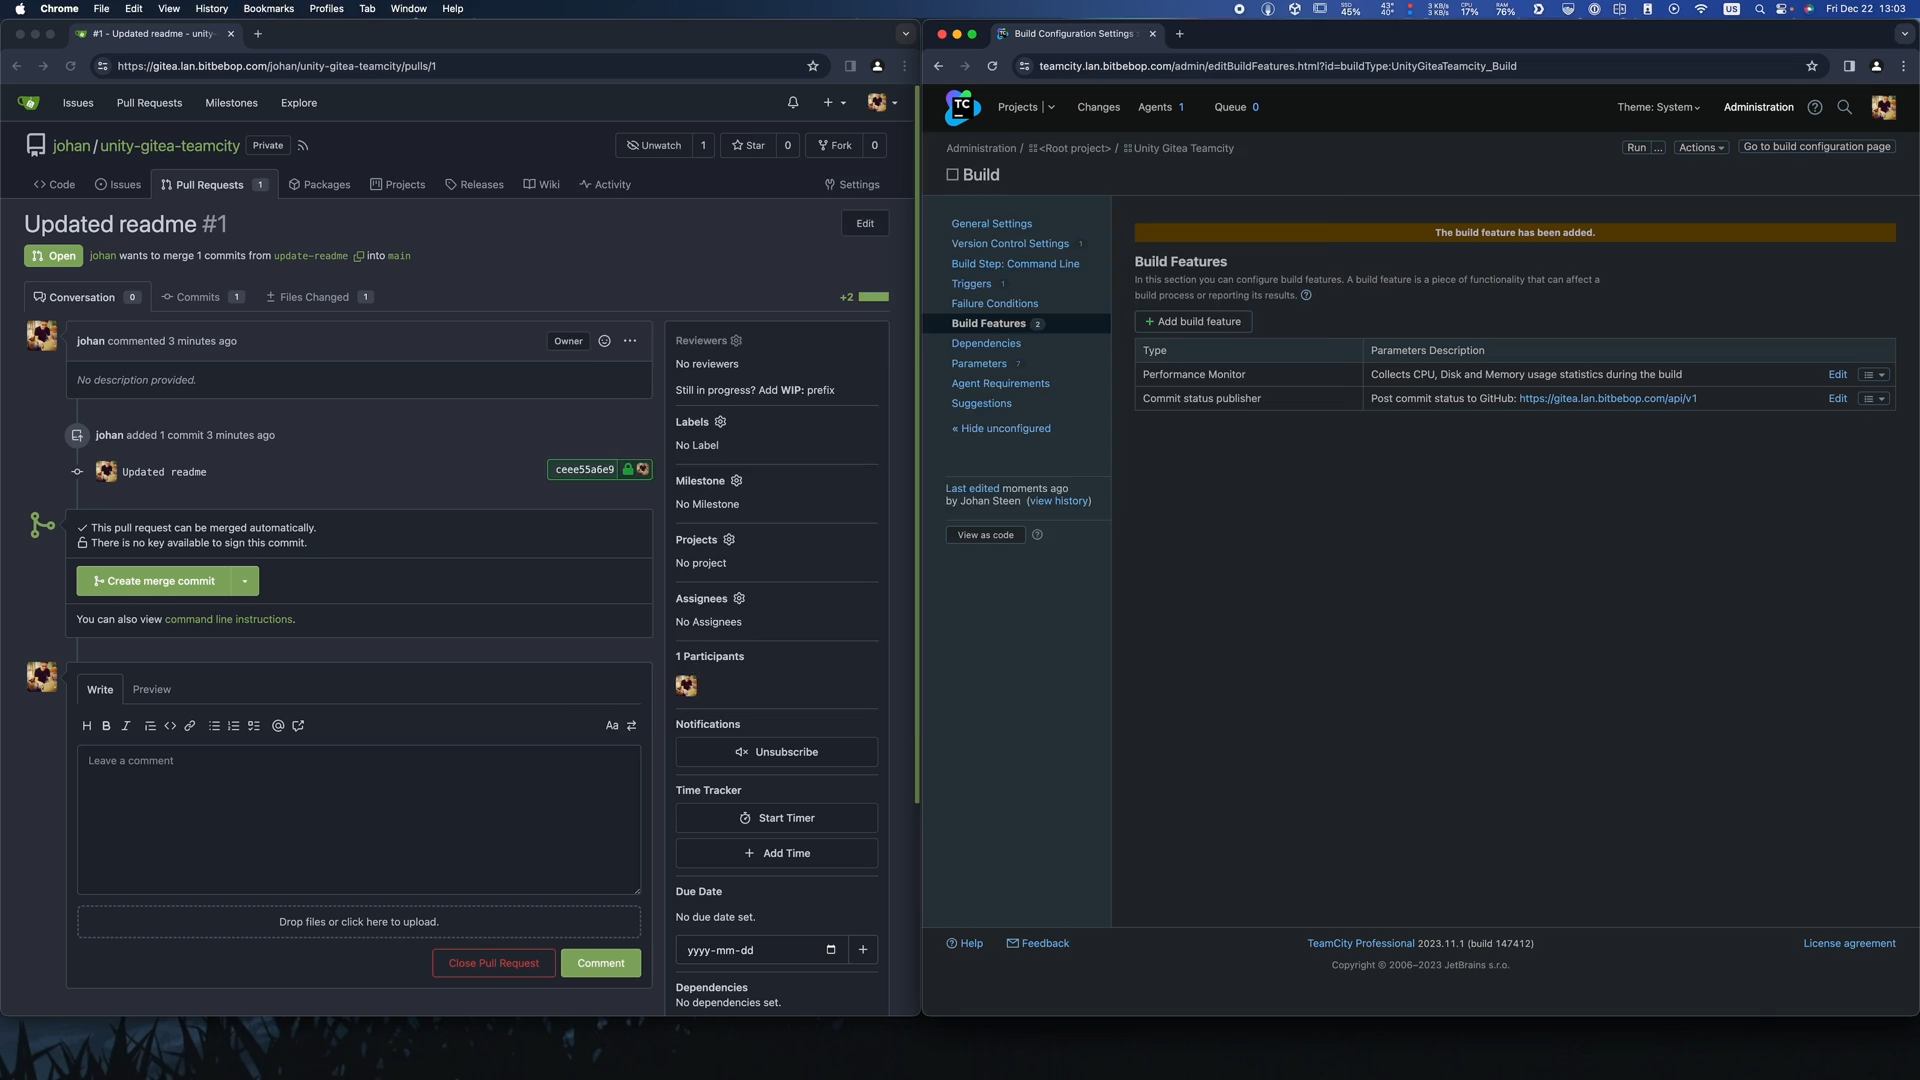 Chrome File Edit View History Bookmarks Profiles Tab Window Help
SSD 45% 43° 40° 3 KB/s 3 KB/s CPU 17% RAM 76% US Fri Dec 22 13:03
#1 - Updated readme - unity-
https://gitea.lan.bitbebop.com/johan/unity-gitea-teamcity/pulls/1
Issues Pull Requests Milestones Explore
johan / unity-gitea-teamcity Private
Unwatch 1 Star 0 Fork 0
Code Issues Pull Requests 1 Packages Projects Releases Wiki Activity Settings
Updated readme #1
Edit
Open johan wants to merge 1 commits from update-readme into main
Conversation 0 Commits 1 Files Changed 1 +2
johan commented 3 minutes ago Owner
No description provided.
johan added 1 commit 3 minutes ago
Updated readme ceee55a6e9
This pull request can be merged automatically.
There is no key available to sign this commit.
Create merge commit
You can also view command line instructions.
Write Preview
H B I Aa
Leave a comment
Drop files or click here to upload.
Close Pull Request Comment
Reviewers
No reviewers
Still in progress? Add WIP: prefix
Labels
No Label
Milestone
No Milestone
Projects
No project
Assignees
No Assignees
1 Participants
Notifications
Unsubscribe
Time Tracker
Start Timer
Add Time
Due Date
No due date set.
yyyy-mm-dd
Dependencies
No dependencies set.
Build Configuration Settings
teamcity.lan.bitbebop.com/admin/editBuildFeatures.html?id=buildType:UnityGiteaTeamcity_Build
TC Projects Changes Agents 1 Queue 0 Theme: System Administration
Administration / <Root project> / Unity Gitea Teamcity
Run ... Actions Go to build configuration page
Build
General Settings
Version Control Settings 1
Build Step: Command Line
Triggers 1
Failure Conditions
Build Features 2
Dependencies
Parameters 7
Agent Requirements
Suggestions
« Hide unconfigured
Last edited moments ago
by Johan Steen (view history)
View as code
The build feature has been added.
Build Features
In this section you can configure build features. A build feature is a piece of functionality that can affect a
build process or reporting its results.
+ Add build feature
Type Parameters Description
Performance Monitor Collects CPU, Disk and Memory usage statistics during the build Edit
Commit status publisher Post commit status to GitHub: https://gitea.lan.bitbebop.com/api/v1 Edit
Help Feedback TeamCity Professional 2023.11.1 (build 147412) License agreement
Copyright © 2006–2023 JetBrains s.r.o.